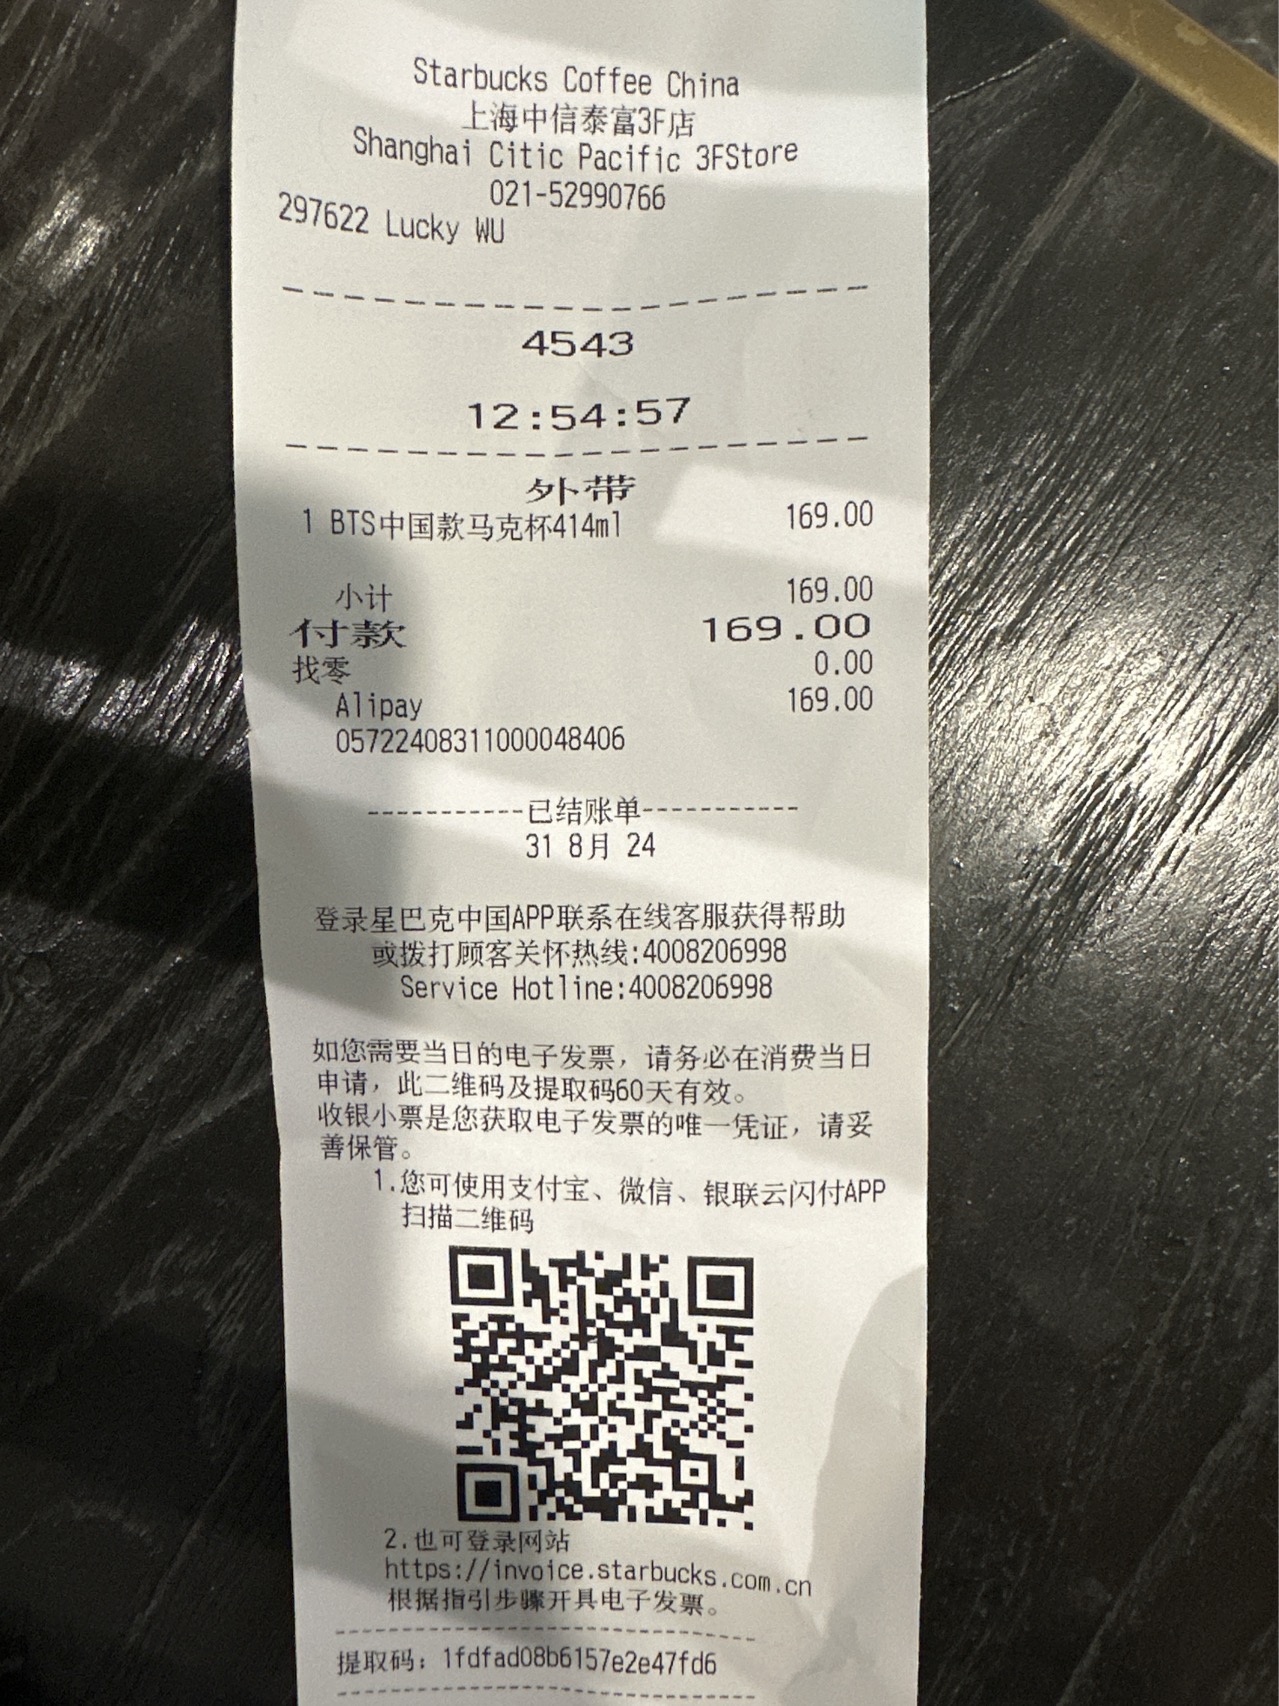 Starbucks Coffee China
上海中信泰富3F店
Shanghai Citic Pacific 3FStore
021-52990766
297622 Lucky WU
4543
12:54:57
外带
1 BTS中国款马克杯414ml 169.00
小计 169.00
付款 169.00
找零 0.00
Alipay 169.00
05722408311000048406
-----------已结账单-----------
31 8月 24
登录星巴克中国APP联系在线客服获得帮助
或拨打顾客关怀热线:4008206998
Service Hotline:4008206998
如您需要当日的电子发票，请务必在消费当日
申请，此二维码及提取码60天有效。
收银小票是您获取电子发票的唯一凭证，请妥
善保管。
1.您可使用支付宝、微信、银联云闪付APP
扫描二维码
2.也可登录网站
https://invoice.starbucks.com.cn
根据指引步骤开具电子发票。
提取码：1fdfad08b6157e2e47fd6